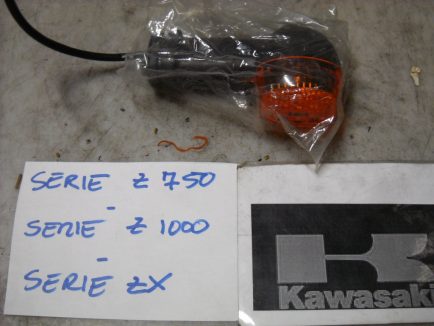 SERIE Z 750
-
SERIE Z 1000
-
SERIE ZX
Kawasaki